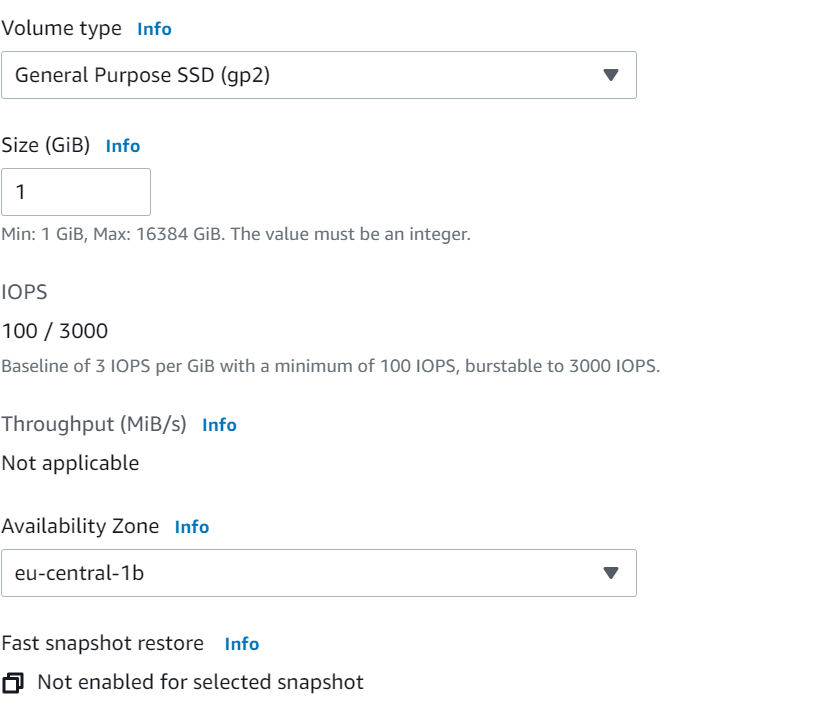 Volume type Info
General Purpose SSD (gp2)
Size (GiB) Info
1
Min: 1 GiB, Max: 16384 GiB. The value must be an integer.
IOPS
100 / 3000
Baseline of 3 IOPS per GiB with a minimum of 100 IOPS, burstable to 3000 IOPS.
Throughput (MiB/s) Info
Not applicable
Availability Zone Info
eu-central-1b
Fast snapshot restore Info
Not enabled for selected snapshot